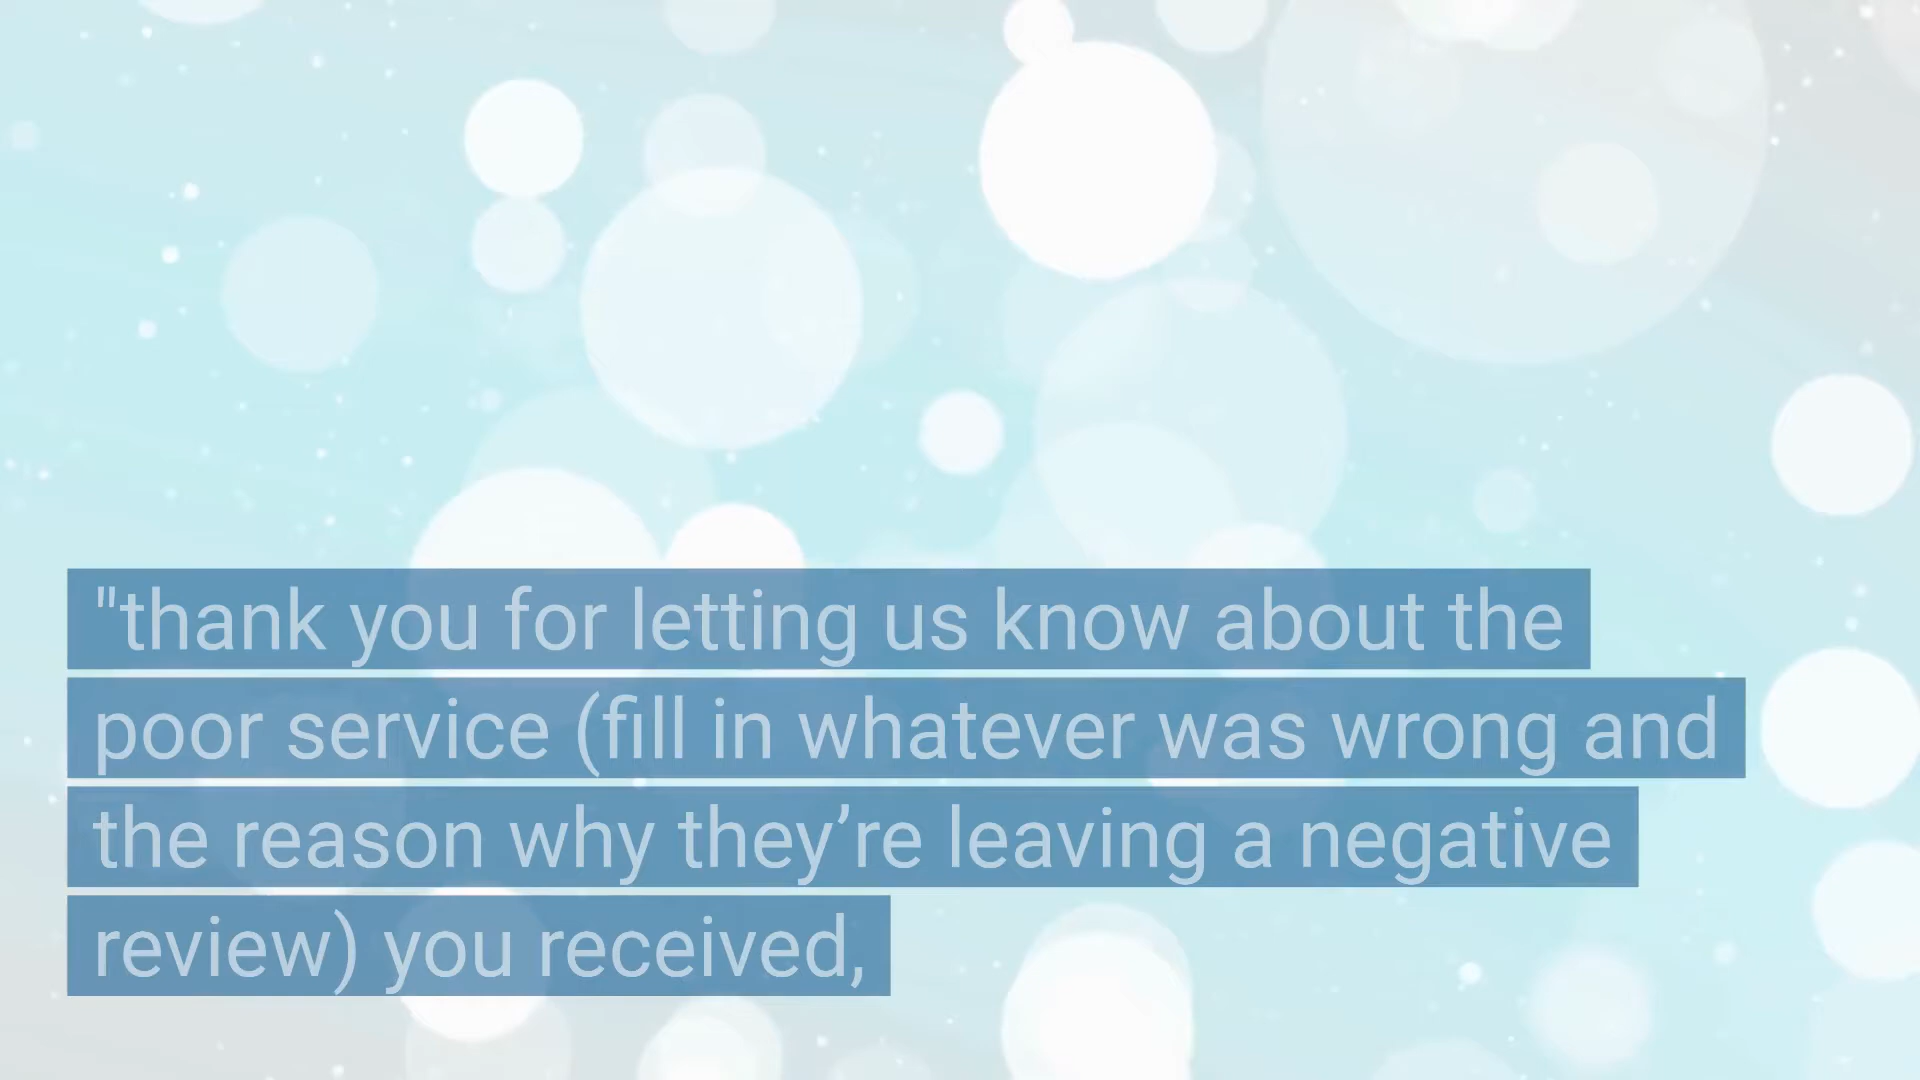 "thank you for letting us know about the
poor service (fill in whatever was wrong and
the reason why they’re leaving a negative
review) you received,